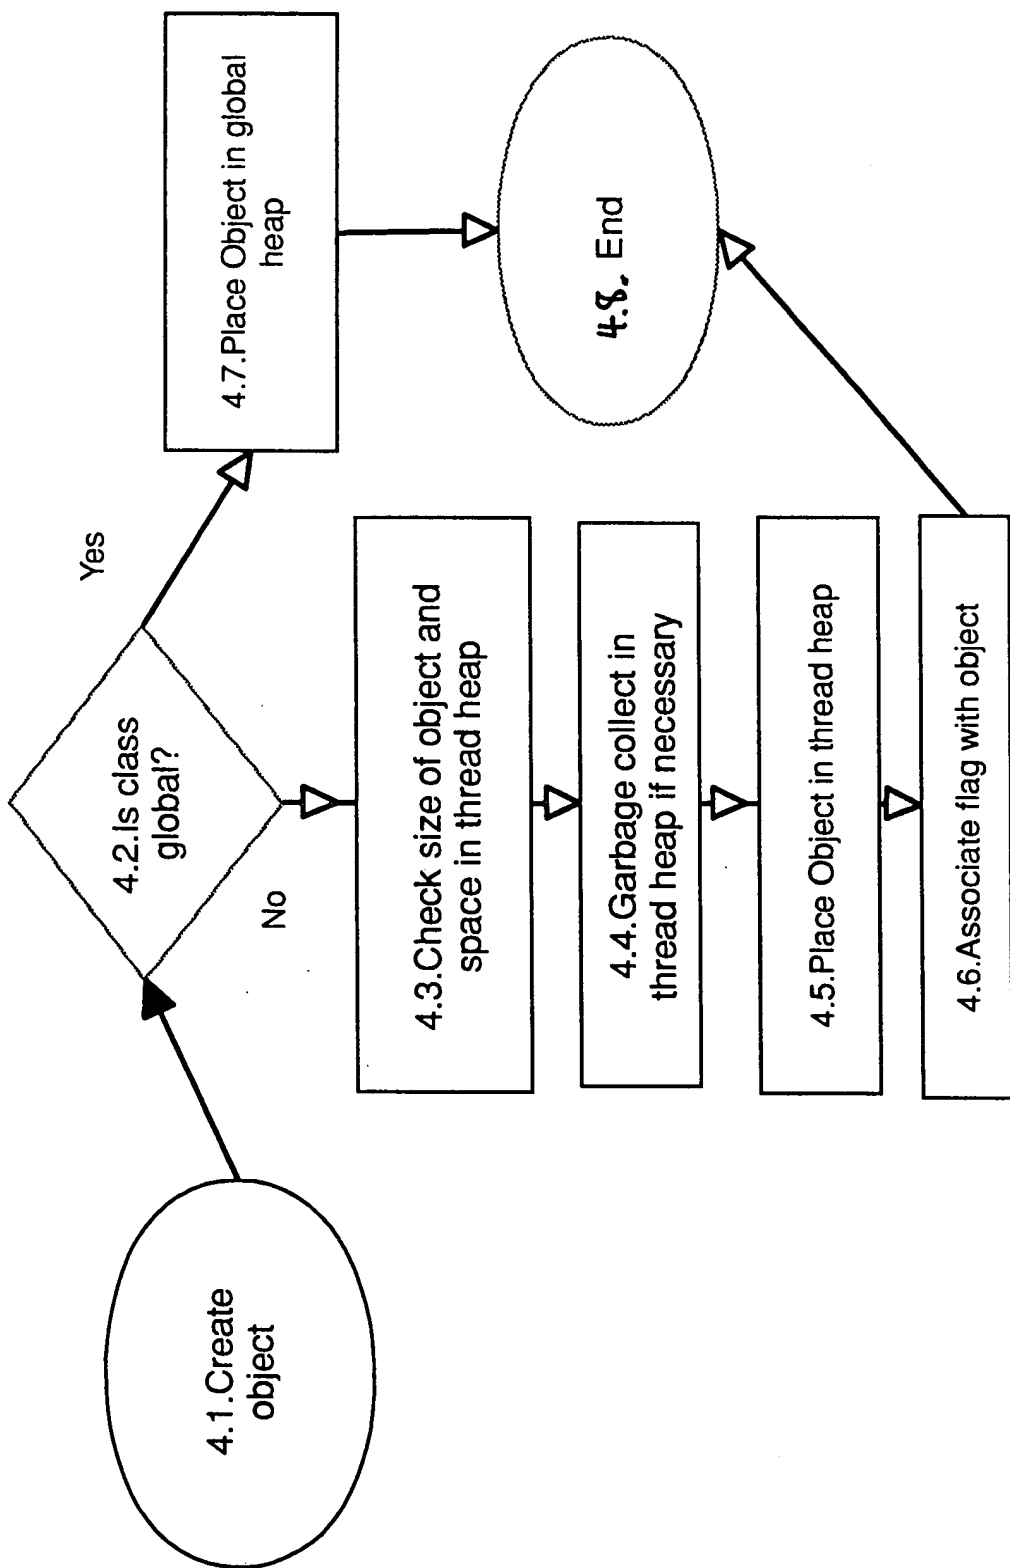 4.1.Create
object
4.2.Is class
global?
Yes
No
4.3.Check size of object and
space in thread heap
4.4.Garbage collect in
thread heap if necessary
4.5.Place Object in thread heap
4.6.Associate flag with object
4.7.Place Object in global
heap
4.8. End